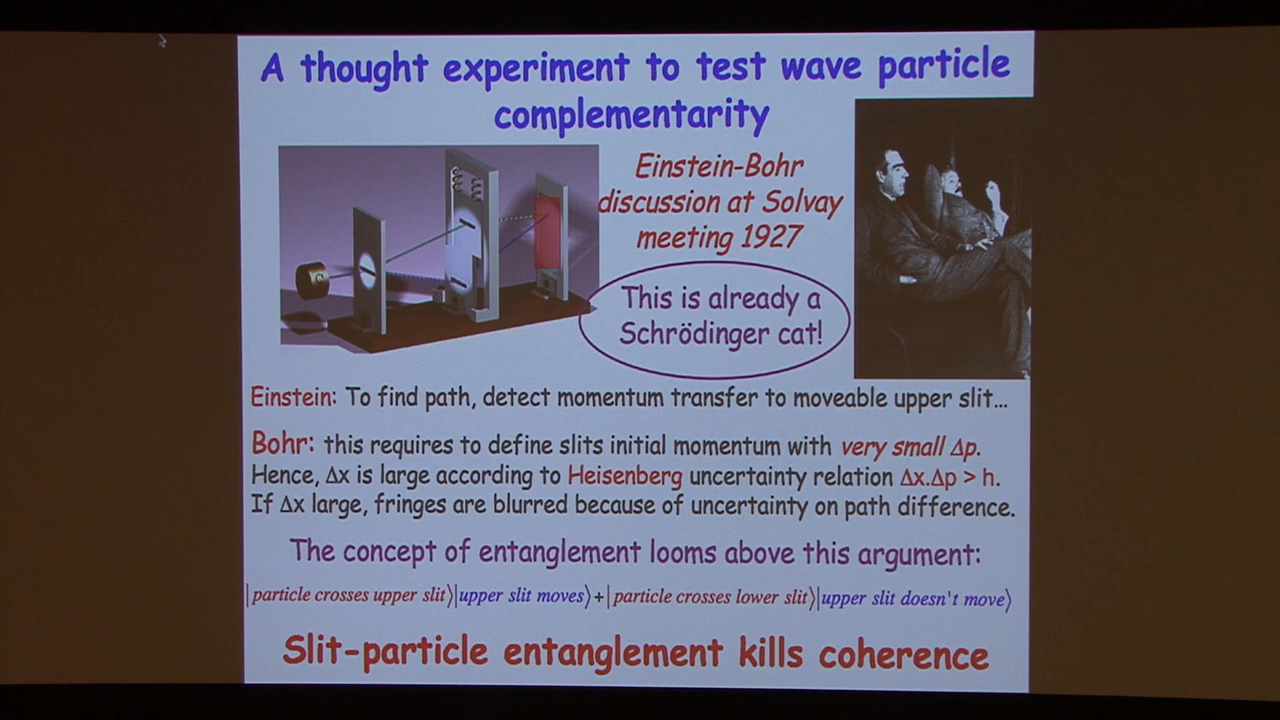 A thought experiment to test wave particle
complementarity
Einstein-Bohr
discussion at Solvay
meeting 1927
This is already a
Schrödinger cat!
Einstein: To find path, detect momentum transfer to moveable upper slit...
Bohr: this requires to define slits initial momentum with very small Δp.
Hence, Δx is large according to Heisenberg uncertainty relation Δx.Δp > h.
If Δx large, fringes are blurred because of uncertainty on path difference.
The concept of entanglement looms above this argument:
|particle crosses upper slit⟩|upper slit moves⟩+|particle crosses lower slit⟩|upper slit doesn't move⟩
Slit-particle entanglement kills coherence